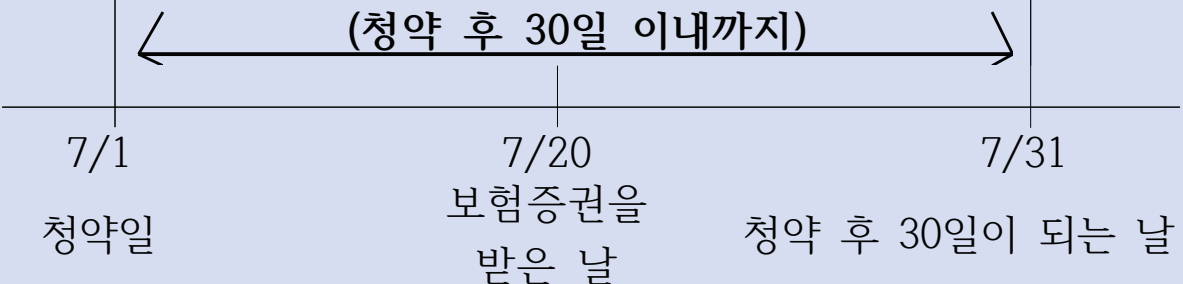 (청약 후 30일 이내까지)
7/1
7/20
7/31
청약일
보험증권을
받은 날
청약 후 30일이 되는 날